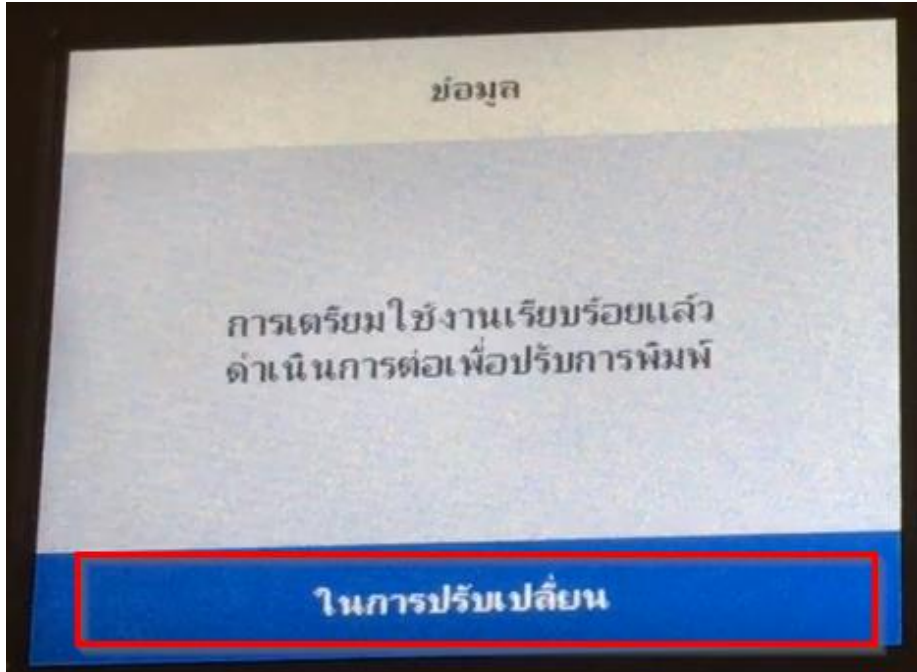 ข้อมูล
การเตรียมใช้งานเรียบร้อยแล้ว
ดำเนินการต่อเพื่อปรับการพิมพ์
ในการปรับเปลี่ยน